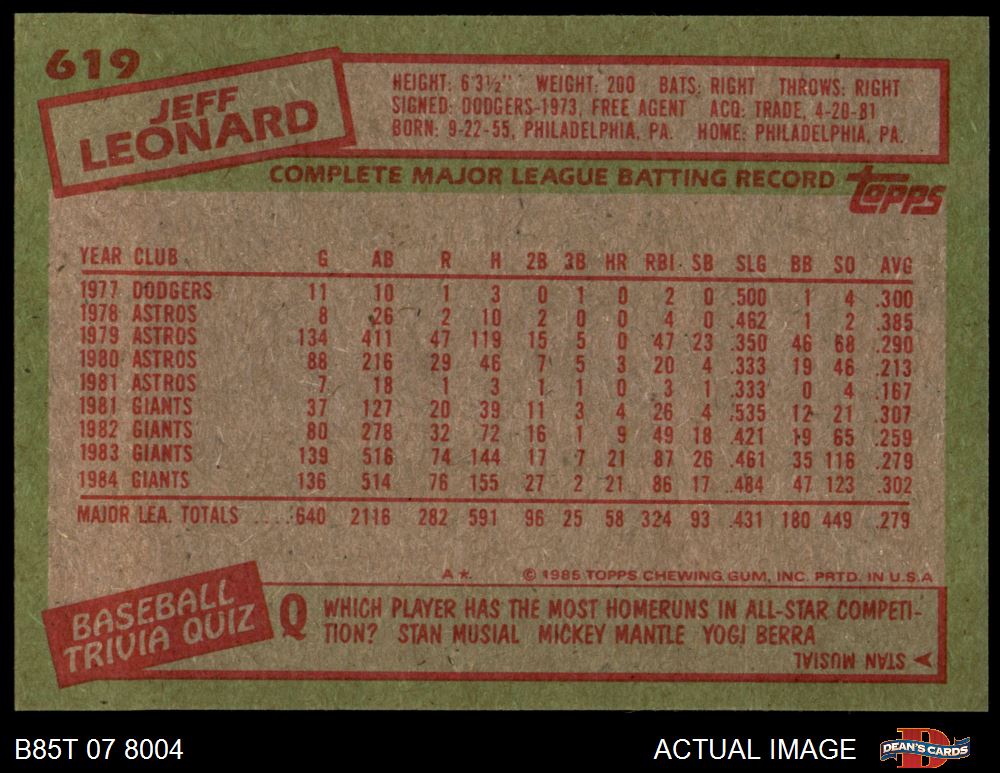 619
JEFF
LEONARD
HEIGHT: 6'3½" WEIGHT: 200 BATS: RIGHT THROWS: RIGHT
SIGNED: DODGERS-1973, FREE AGENT ACQ: TRADE, 4-20-81
BORN: 9-22-55, PHILADELPHIA, PA. HOME: PHILADELPHIA, PA.
COMPLETE MAJOR LEAGUE BATTING RECORD
topps
YEAR CLUB G AB R H 2B 3B HR RBI SB SLG BB SO AVG
1977 DODGERS 11 10 1 3 0 1 0 2 0 .500 1 4 .300
1978 ASTROS 8 26 2 10 2 0 0 4 0 .462 1 2 .385
1979 ASTROS 134 411 47 119 15 5 0 47 23 .350 46 68 .290
1980 ASTROS 88 216 29 46 7 5 3 20 4 .333 19 46 .213
1981 ASTROS 7 18 1 3 1 1 0 3 1 .333 0 4 .167
1981 GIANTS 37 127 20 39 11 3 4 26 4 .535 12 21 .307
1982 GIANTS 80 278 32 72 16 1 9 49 18 .421 19 65 .259
1983 GIANTS 139 516 74 144 17 7 21 87 26 .461 35 116 .279
1984 GIANTS 136 514 76 155 27 2 21 86 17 .484 47 123 .302
MAJOR LEA. TOTALS ....640 2116 282 591 96 25 58 324 93 .431 180 449 .279
A*. © 1985 TOPPS CHEWING GUM, INC. PRTD. IN U.S.A
BASEBALL
TRIVIA QUIZ
Q WHICH PLAYER HAS THE MOST HOMERUNS IN ALL-STAR COMPETI-
TION? STAN MUSIAL MICKEY MANTLE YOGI BERRA
STAN MUSIAL
B85T 07 8004
ACTUAL IMAGE
DEAN'S CARDS